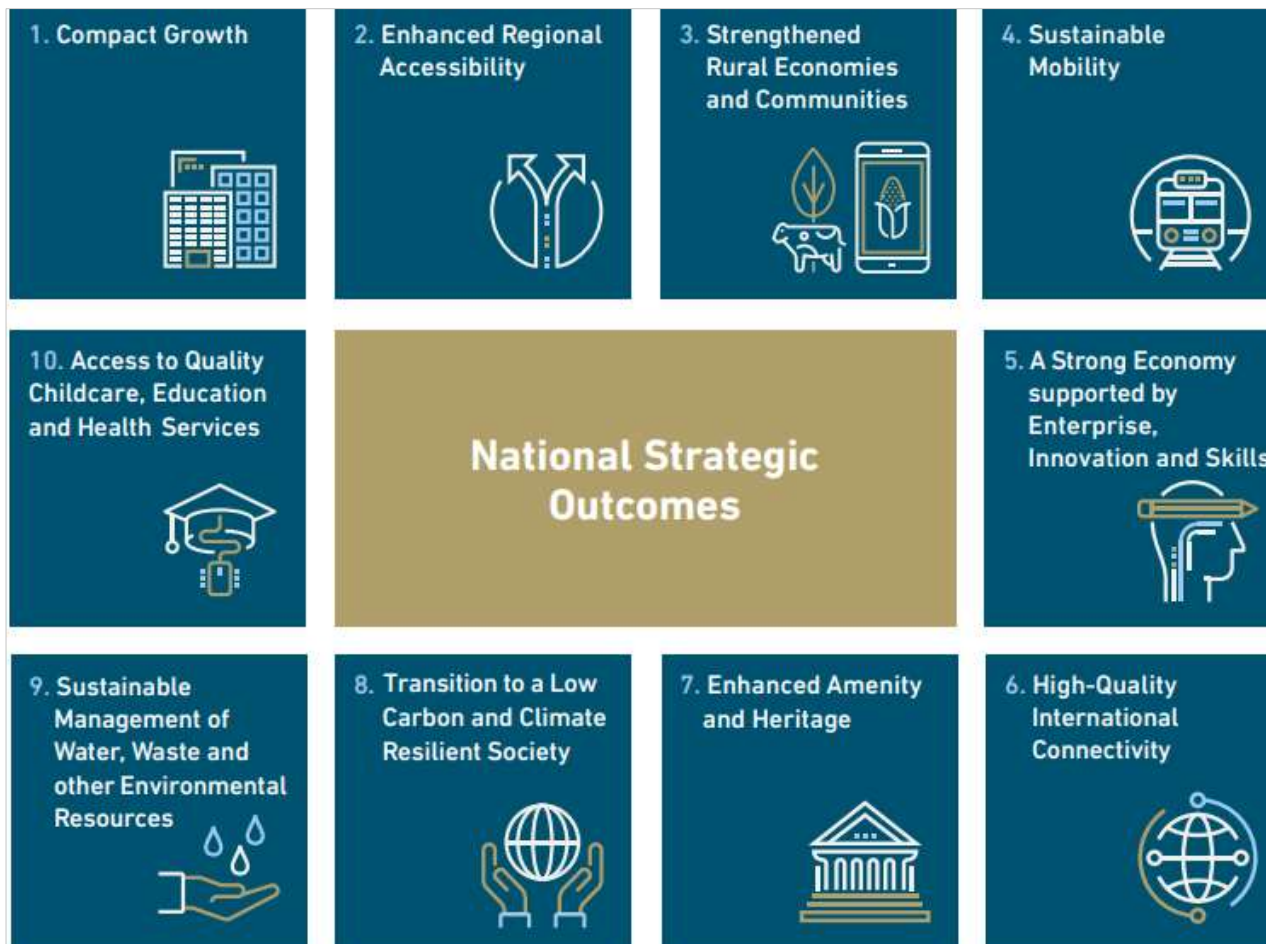 1. Compact Growth
2. Enhanced Regional
Accessibility
3. Strengthened
Rural Economies
and Communities
4. Sustainable
Mobility
10. Access to Quality
Childcare, Education
and Health Services
National Strategic
Outcomes
5. A Strong Economy
supported by
Enterprise,
Innovation and Skills
9. Sustainable
Management of
Water, Waste and
other Environmental
Resources
8. Transition to a Low
Carbon and Climate
Resilient Society
7. Enhanced Amenity
and Heritage
6. High-Quality
International
Connectivity